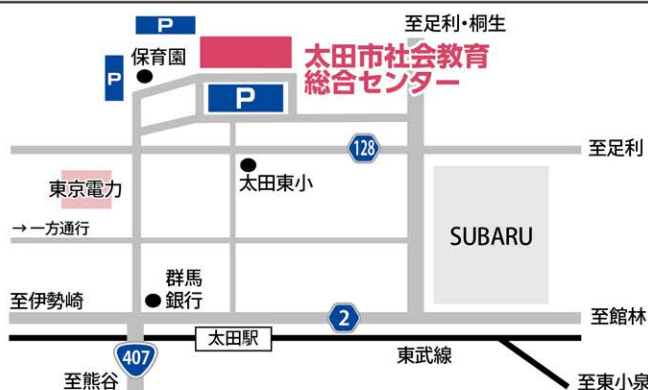 P
至足利・桐生
保育園
太田市社会教育
総合センター
P
P
128
至足利
太田東小
東京電力
→一方通行
SUBARU
群馬
銀行
至伊勢崎
2
至館林
太田駅
407
東武線
至熊谷
至東小泉